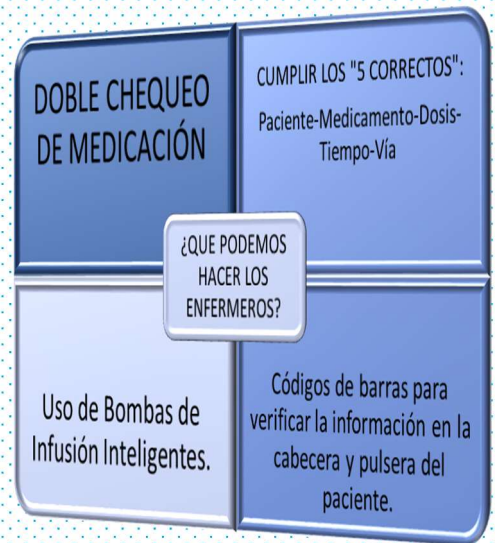 DOBLE CHEQUEO
DE MEDICACIÓN
CUMPLIR LOS "5 CORRECTOS":
Paciente-Medicamento-Dosis-
Tiempo-Vía
¿QUE PODEMOS
HACER LOS
ENFERMEROS?
Uso de Bombas de
Infusión Inteligentes.
Códigos de barras para
verificar la información en la
cabecera y pulsera del
paciente.